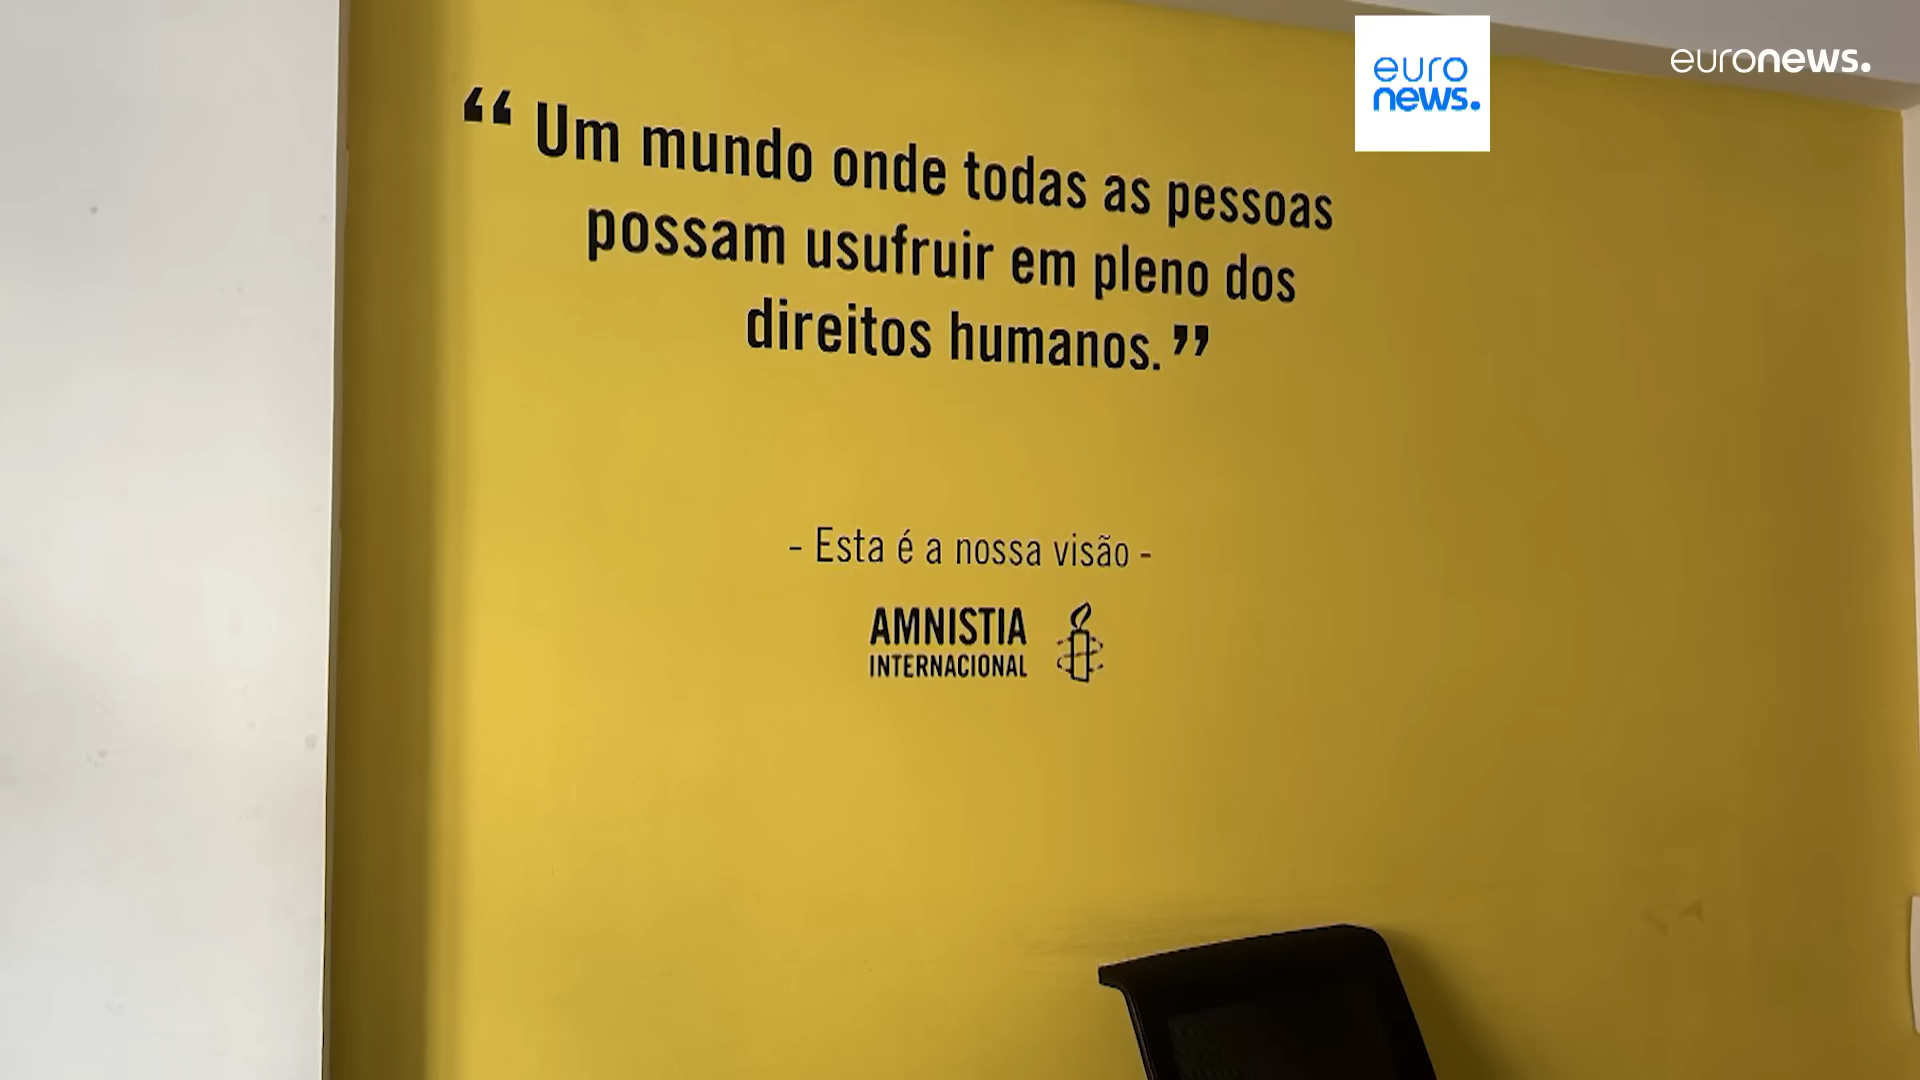 euro
news.
euronews.
“ Um mundo onde todas as pessoas
possam usufruir em pleno dos
direitos humanos. ”
- Esta é a nossa visão -
AMNISTIA
INTERNACIONAL